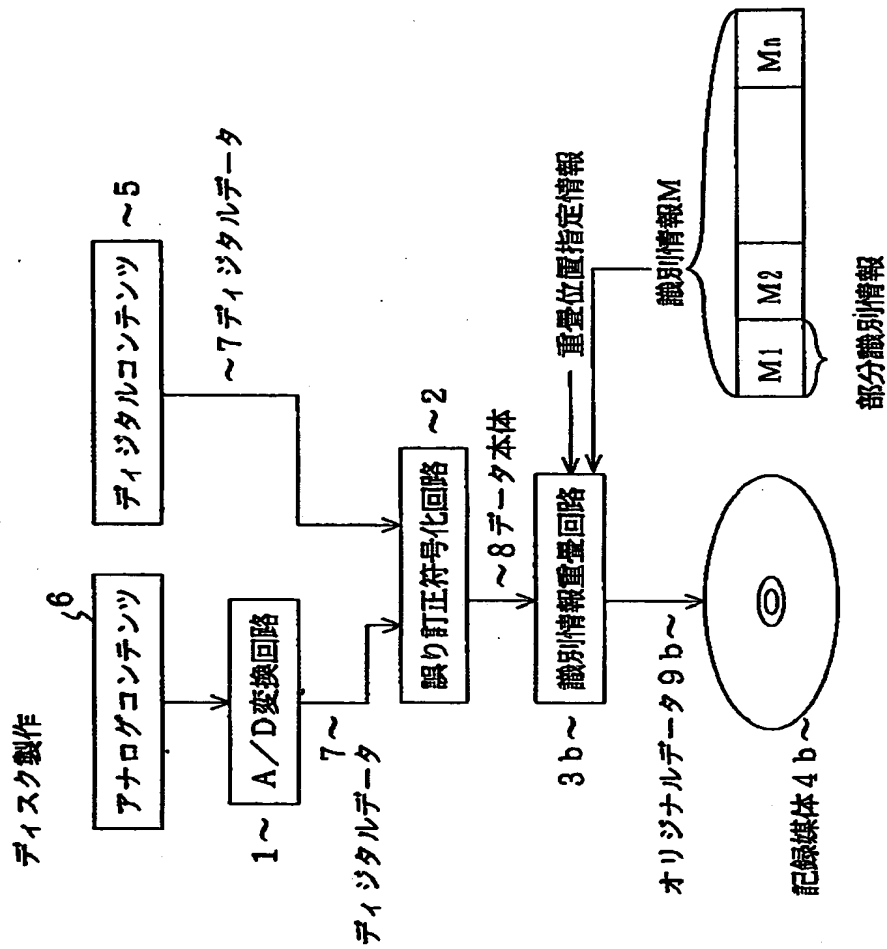 ディスク製作
6
アナログコンテンツ
ディジタルコンテンツ ～5
1～ A／D変換回路
7～
ディジタルデータ
～7ディジタルデータ
誤り訂正符号化回路 ～2
～8データ本体
重畳位置指定情報
3b～ 識別情報重畳回路
識別情報M
M1 M2 Mn
部分識別情報
オリジナルデータ9b～
記録媒体4b～